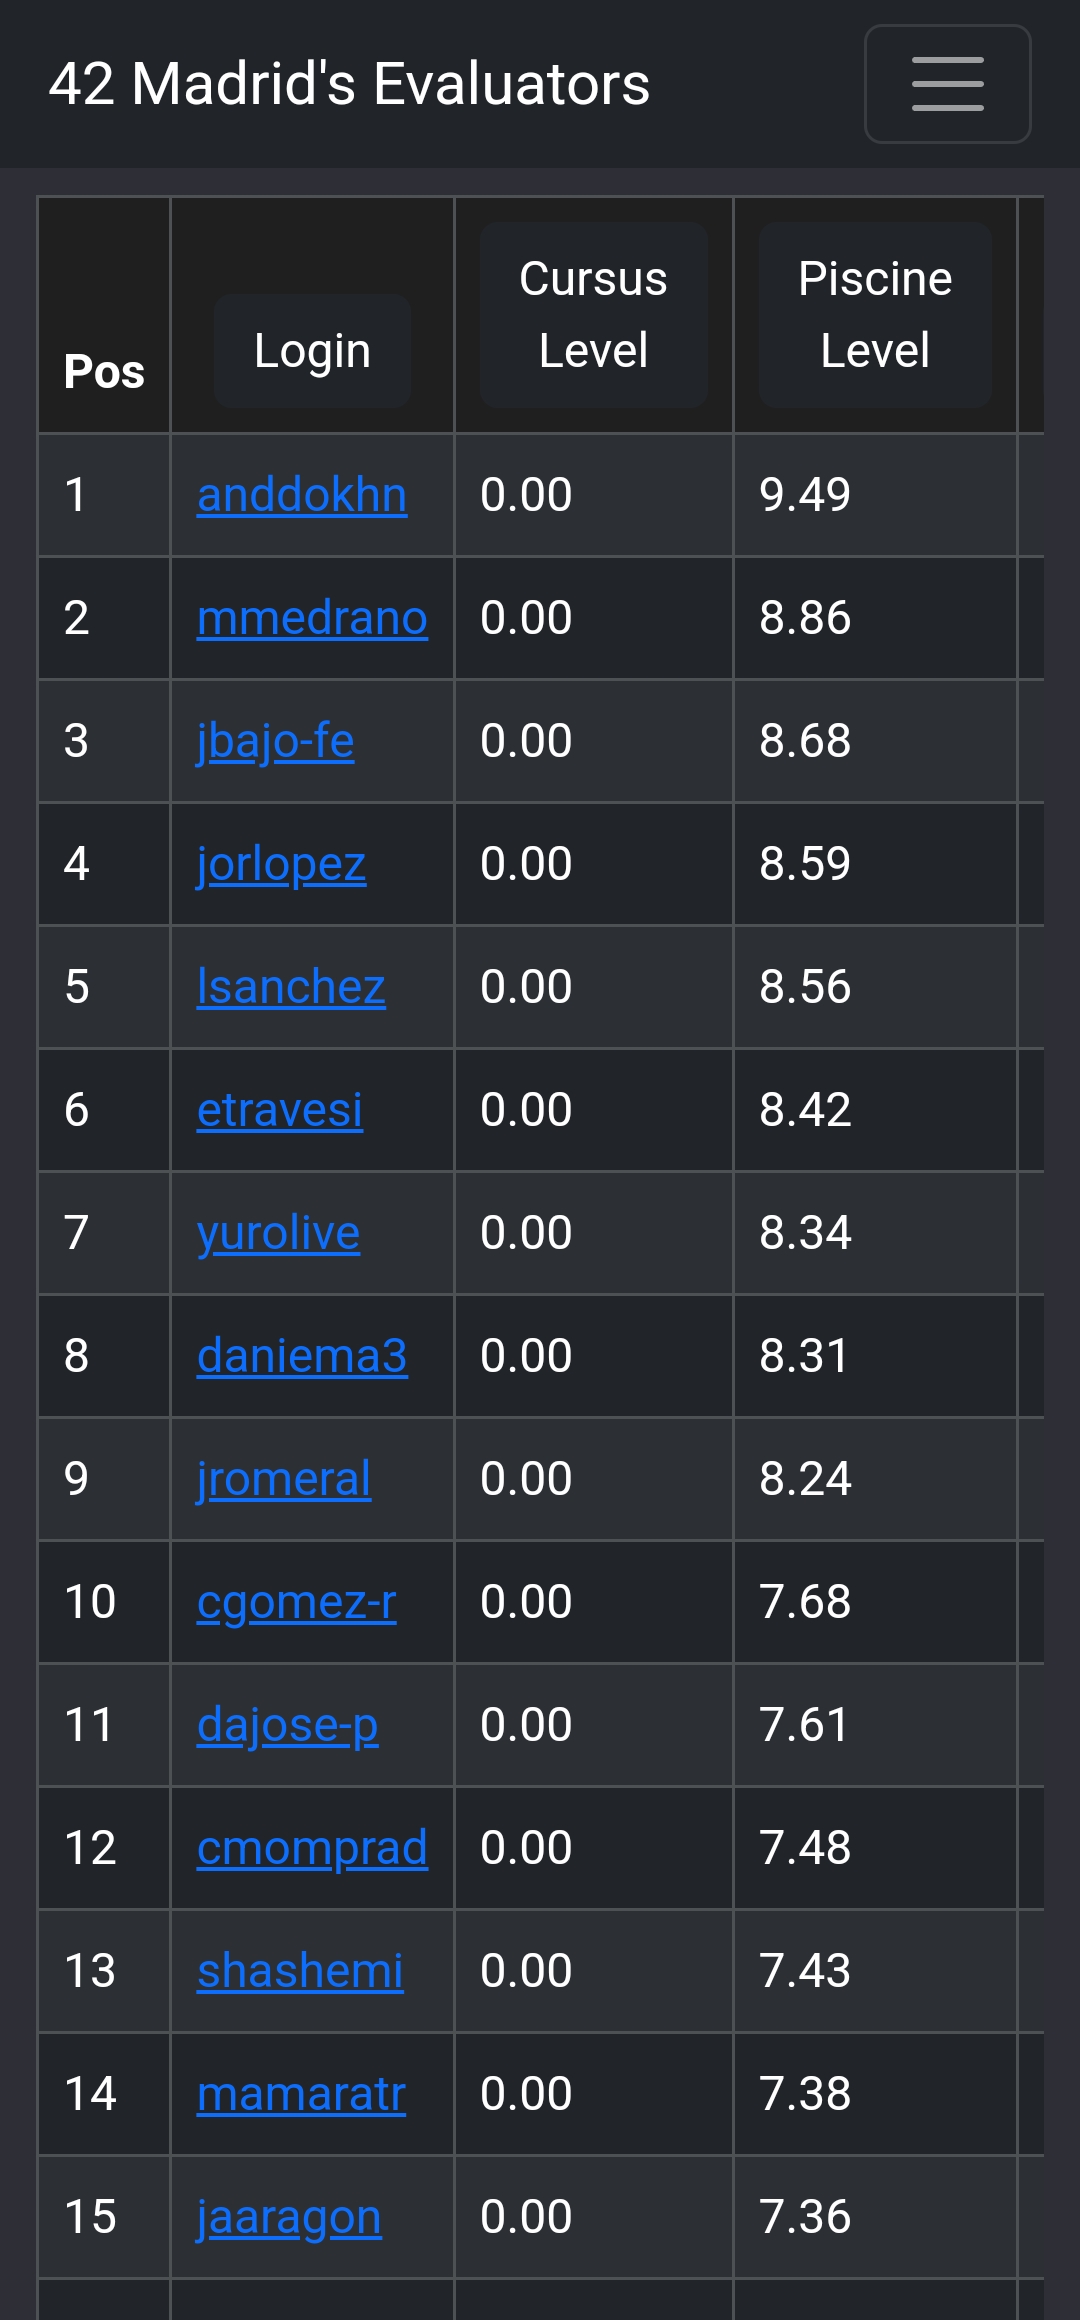 42 Madrid's Evaluators
Pos Login Cursus Level Piscine Level
1 anddokhn 0.00 9.49
2 mmedrano 0.00 8.86
3 jbajo-fe 0.00 8.68
4 jorlopez 0.00 8.59
5 lsanchez 0.00 8.56
6 etravesi 0.00 8.42
7 yurolive 0.00 8.34
8 daniema3 0.00 8.31
9 jromeral 0.00 8.24
10 cgomez-r 0.00 7.68
11 dajose-p 0.00 7.61
12 cmomprad 0.00 7.48
13 shashemi 0.00 7.43
14 mamaratr 0.00 7.38
15 jaaragon 0.00 7.36